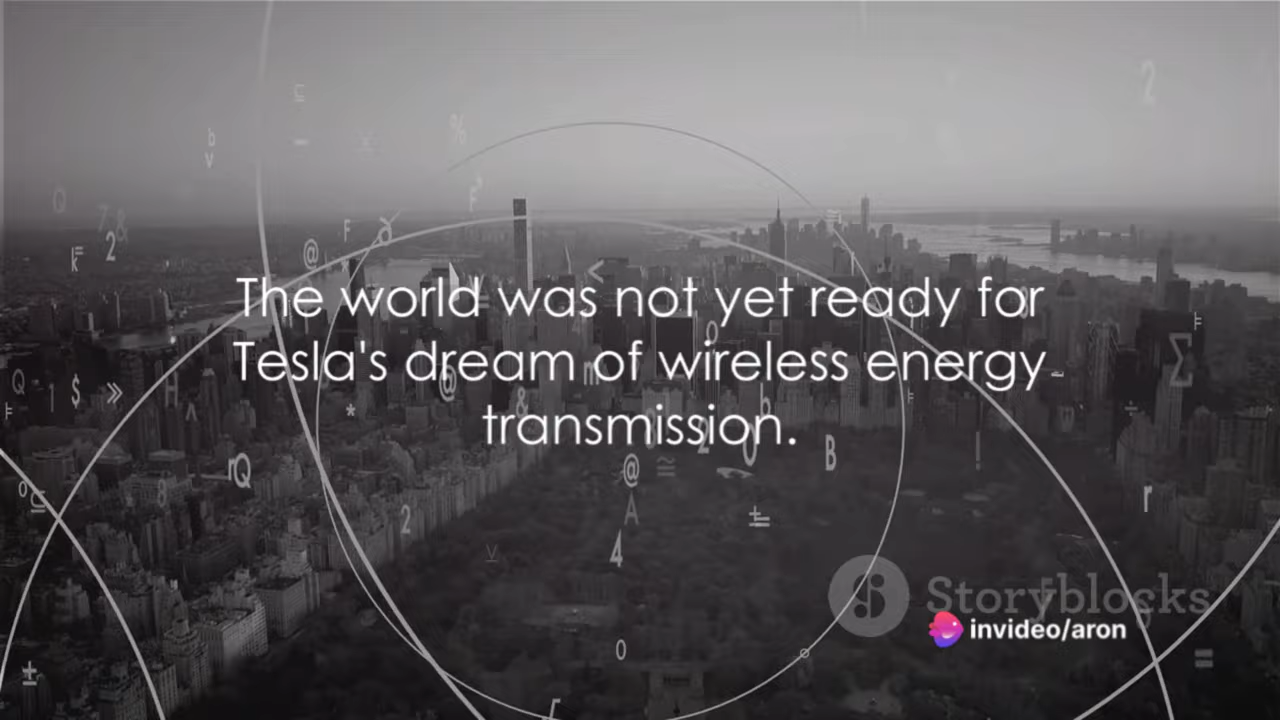 The world was not yet ready for
Tesla's dream of wireless energy
transmission.
Storyblocks
invideo/aron